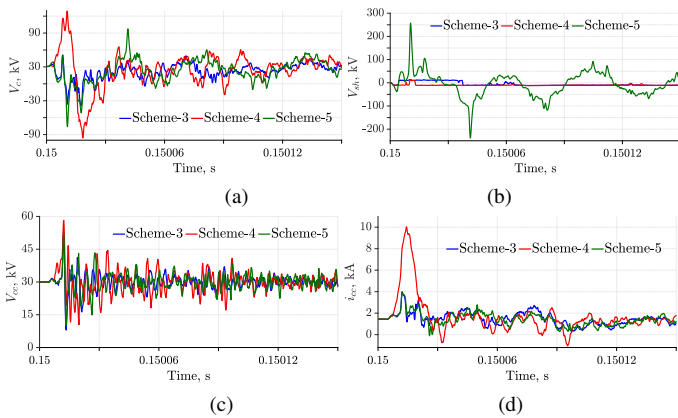 90
30
-30
-90
V_c, kV
Scheme-3 Scheme-4 Scheme-5
0.15 0.15006 0.15012
Time, s
(a)
300
200
100
0
-100
-200
V_sh, kV
Scheme-3 Scheme-4 Scheme-5
0.15 0.15006 0.15012
Time, s
(b)
60
45
30
15
0
V_cc, kV
Scheme-3 Scheme-4 Scheme-5
0.15 0.15006 0.15012
Time, s
(c)
10
8
6
4
2
0
i_cc, kA
Scheme-3 Scheme-4 Scheme-5
0.15 0.15006 0.15012
Time, s
(d)